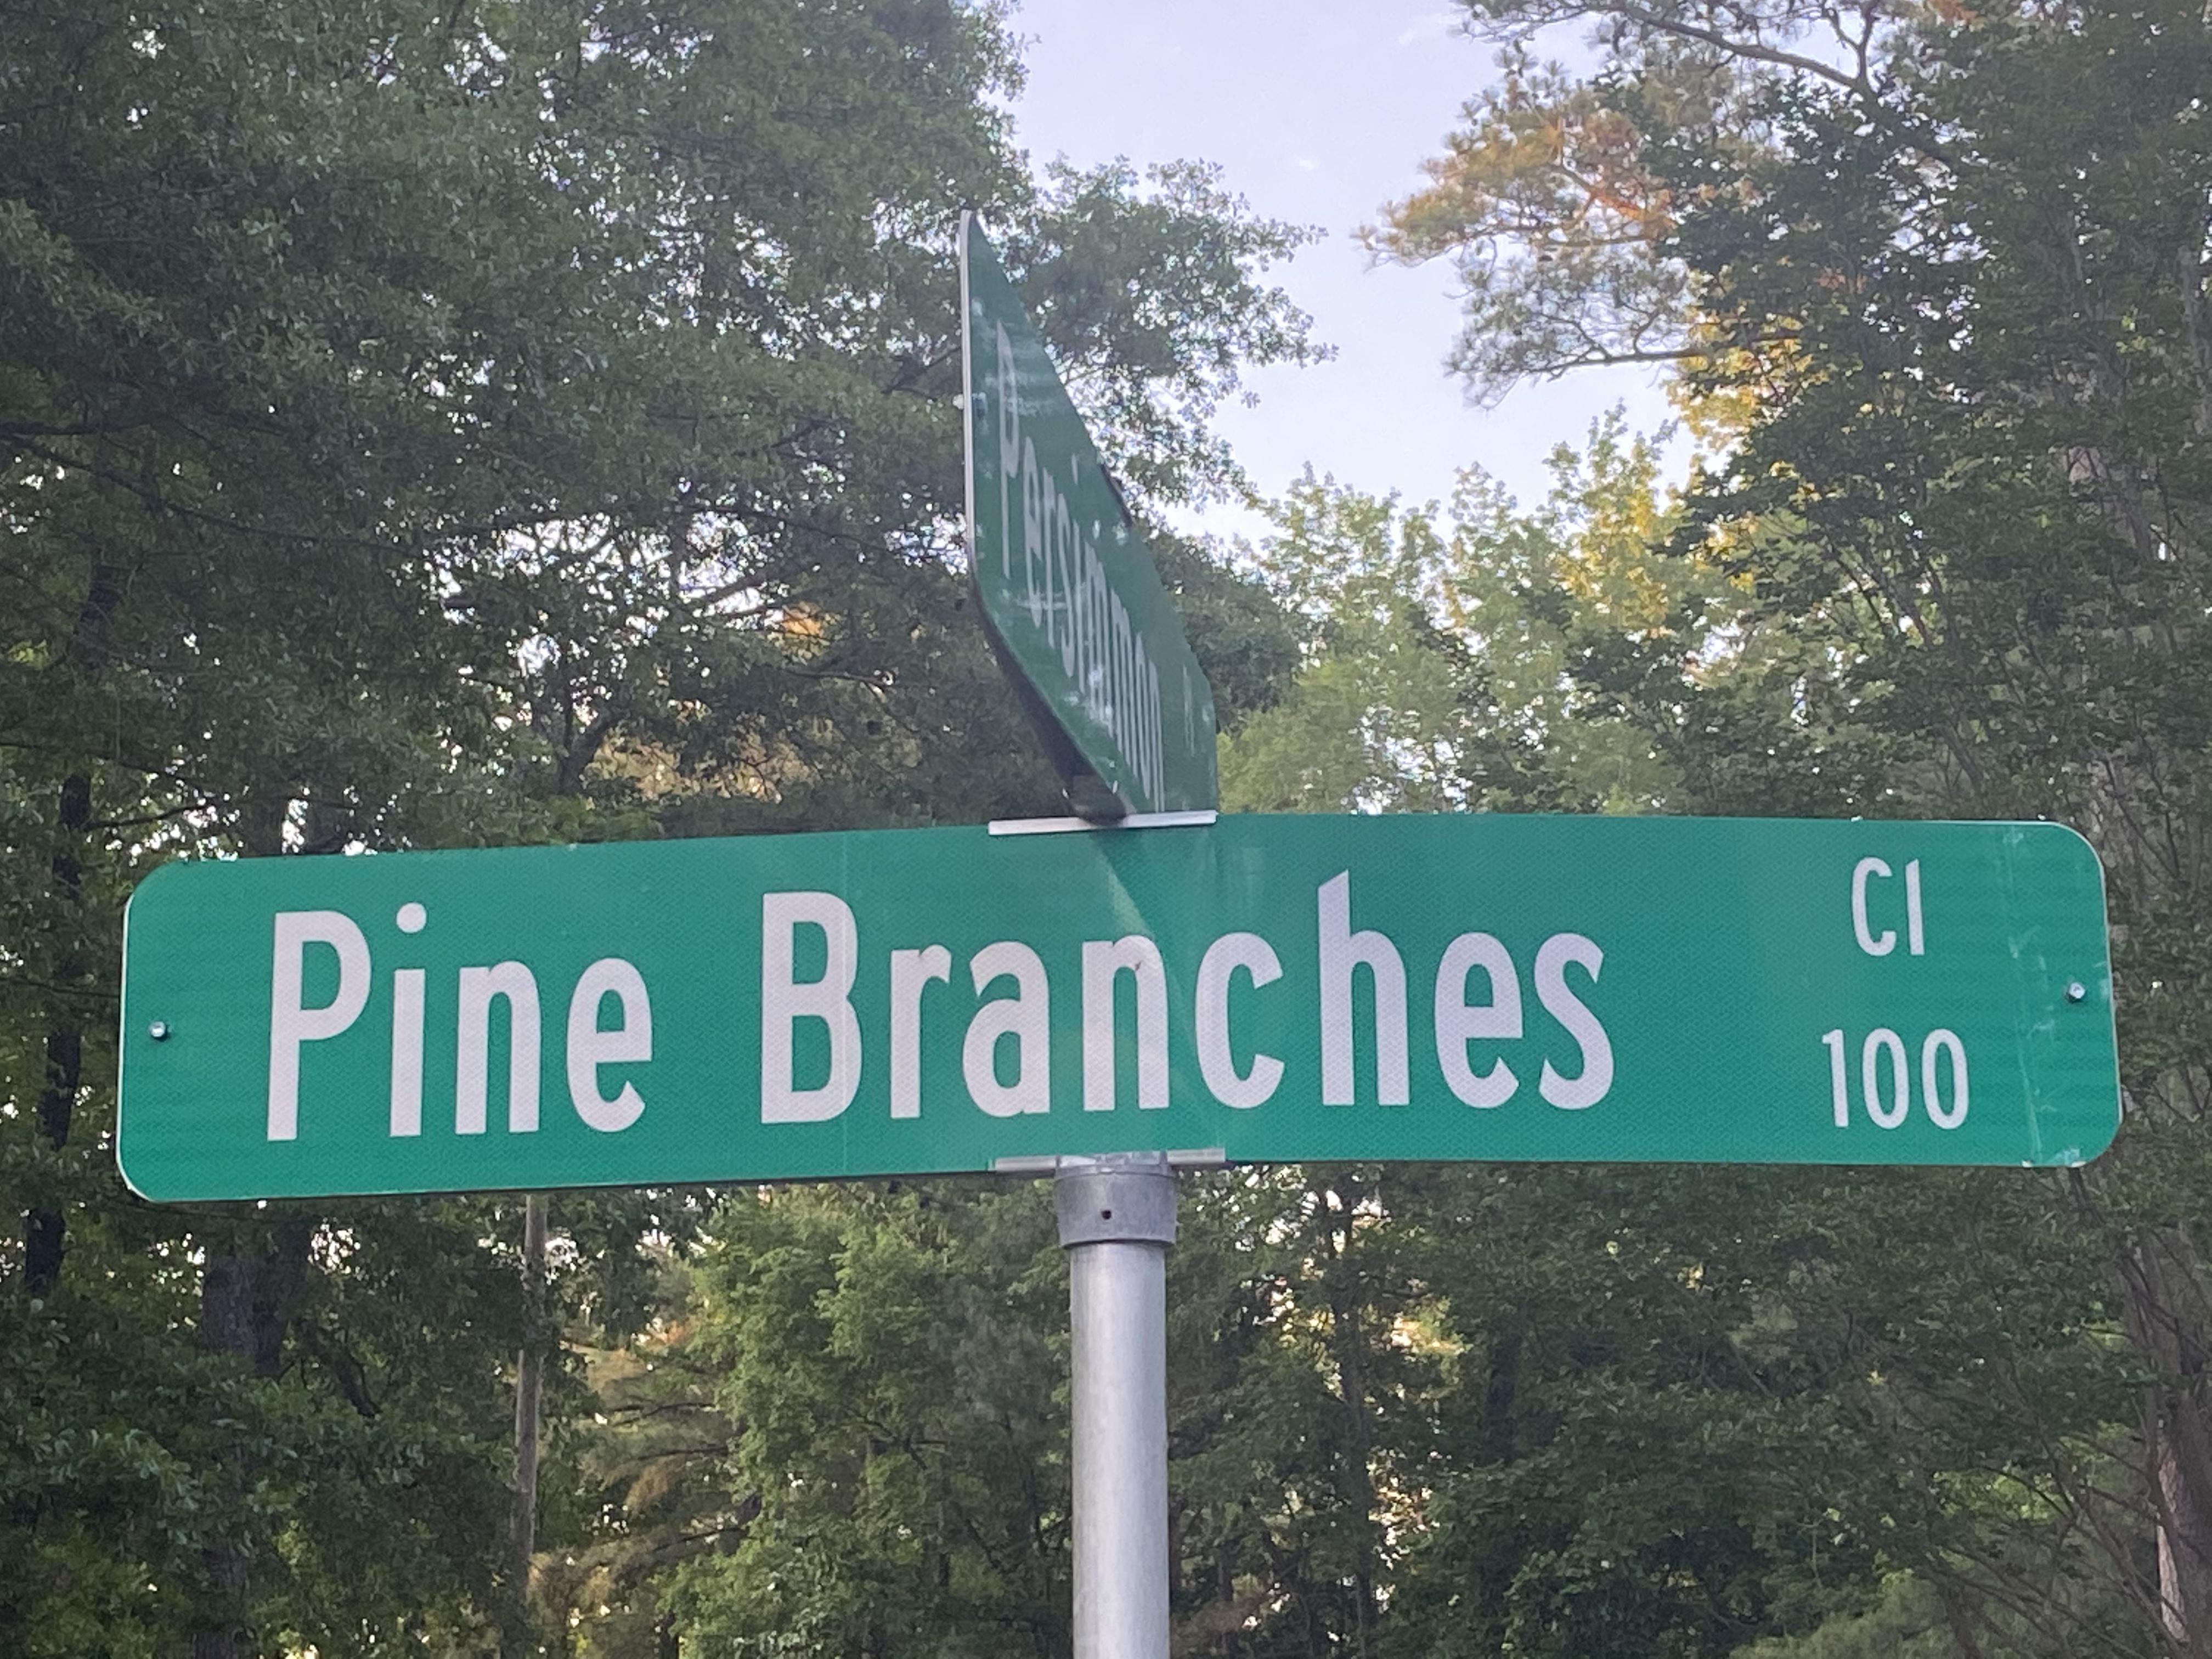 Persimmon
Pine Branches
Cl
100